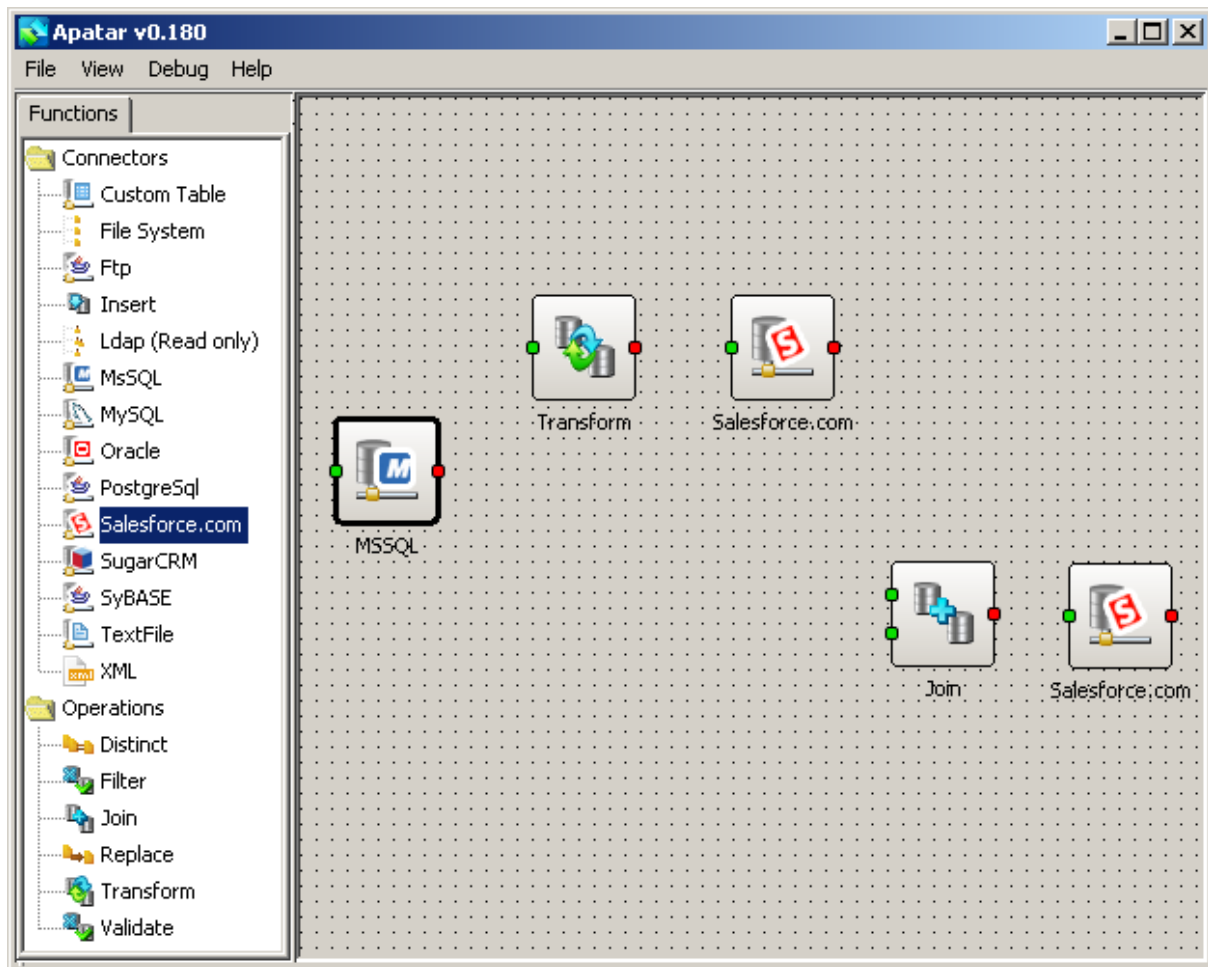 Apatar v0.180
File View Debug Help
Functions
Connectors
Custom Table
File System
Ftp
Insert
Ldap (Read only)
MsSQL
MySQL
Oracle
PostgreSql
Salesforce.com
SugarCRM
SyBASE
TextFile
XML
Operations
Distinct
Filter
Join
Replace
Transform
Validate
Transform
Salesforce.com
MSSQL
Join
Salesforce.com